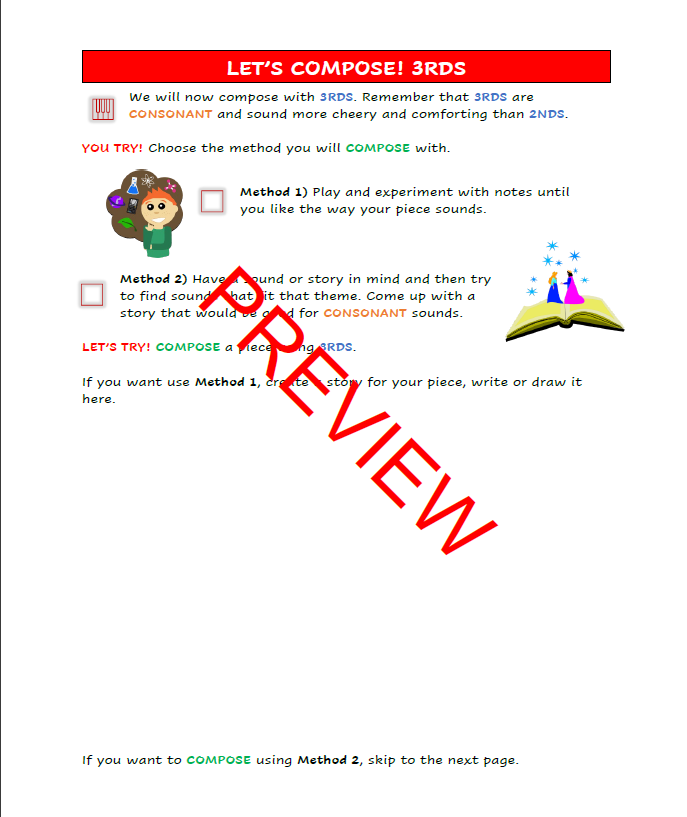 LET'S COMPOSE! 3RDS
We will now compose with 3RDS. Remember that 3RDS are
CONSONANT and sound more cheery and comforting than 2NDS.
YOU TRY! Choose the method you will COMPOSE with.
Method 1) Play and experiment with notes until
you like the way your piece sounds.
Method 2) Have a sound or story in mind and then try
to find sounds that fit that theme. Come up with a
story that would be good for CONSONANT sounds.
LET'S TRY! COMPOSE a piece using 3RDS.
If you want use Method 1, create a story for your piece, write or draw it
here.
PREVIEW
If you want to COMPOSE using Method 2, skip to the next page.